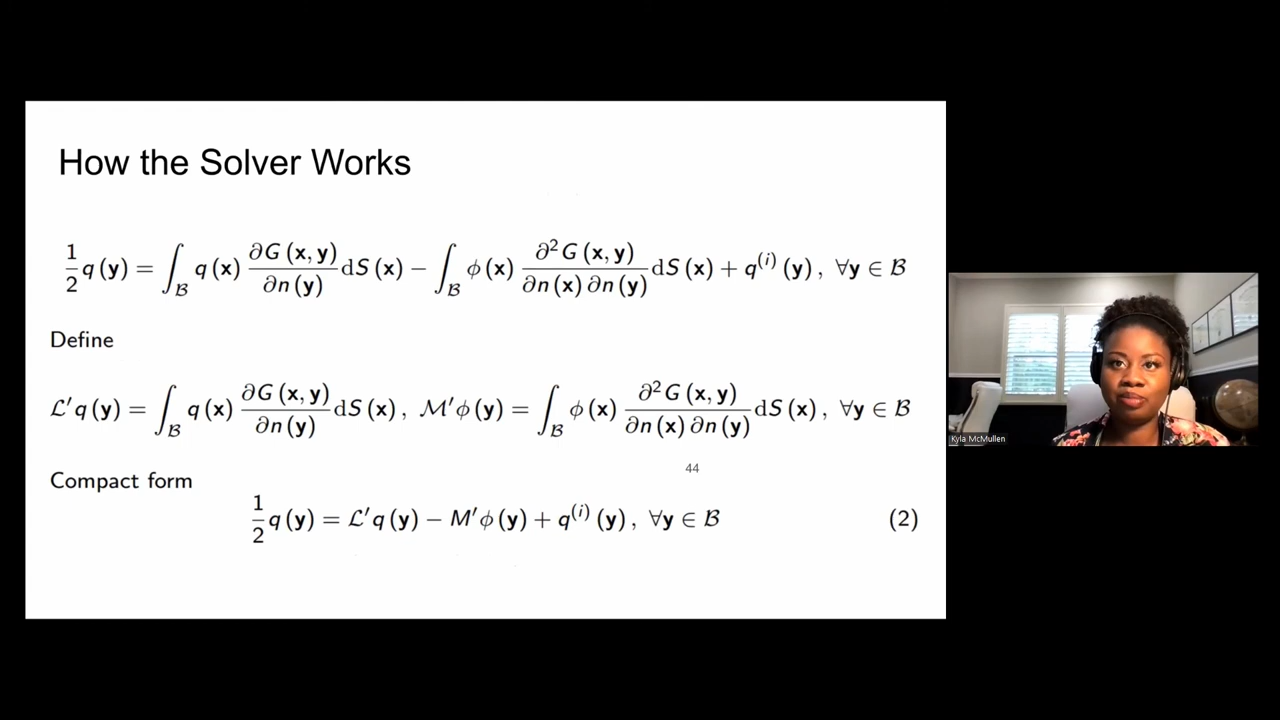 How the Solver Works
1/2 q (y) = ∫_ℬ q (x) ∂G (x, y)/∂n (y) dS (x) − ∫_ℬ ϕ (x) ∂²G (x, y)/∂n (x) ∂n (y) dS (x) + q^(i) (y) , ∀y ∈ ℬ
Define
ℒ′q (y) = ∫_ℬ q (x) ∂G (x, y)/∂n (y) dS (x) , ℳ′ϕ (y) = ∫_ℬ ϕ (x) ∂²G (x, y)/∂n (x) ∂n (y) dS (x) , ∀y ∈ ℬ
44
Compact form
1/2 q (y) = ℒ′q (y) − M′ϕ (y) + q^(i) (y) , ∀y ∈ ℬ (2)
Kyla McMullen